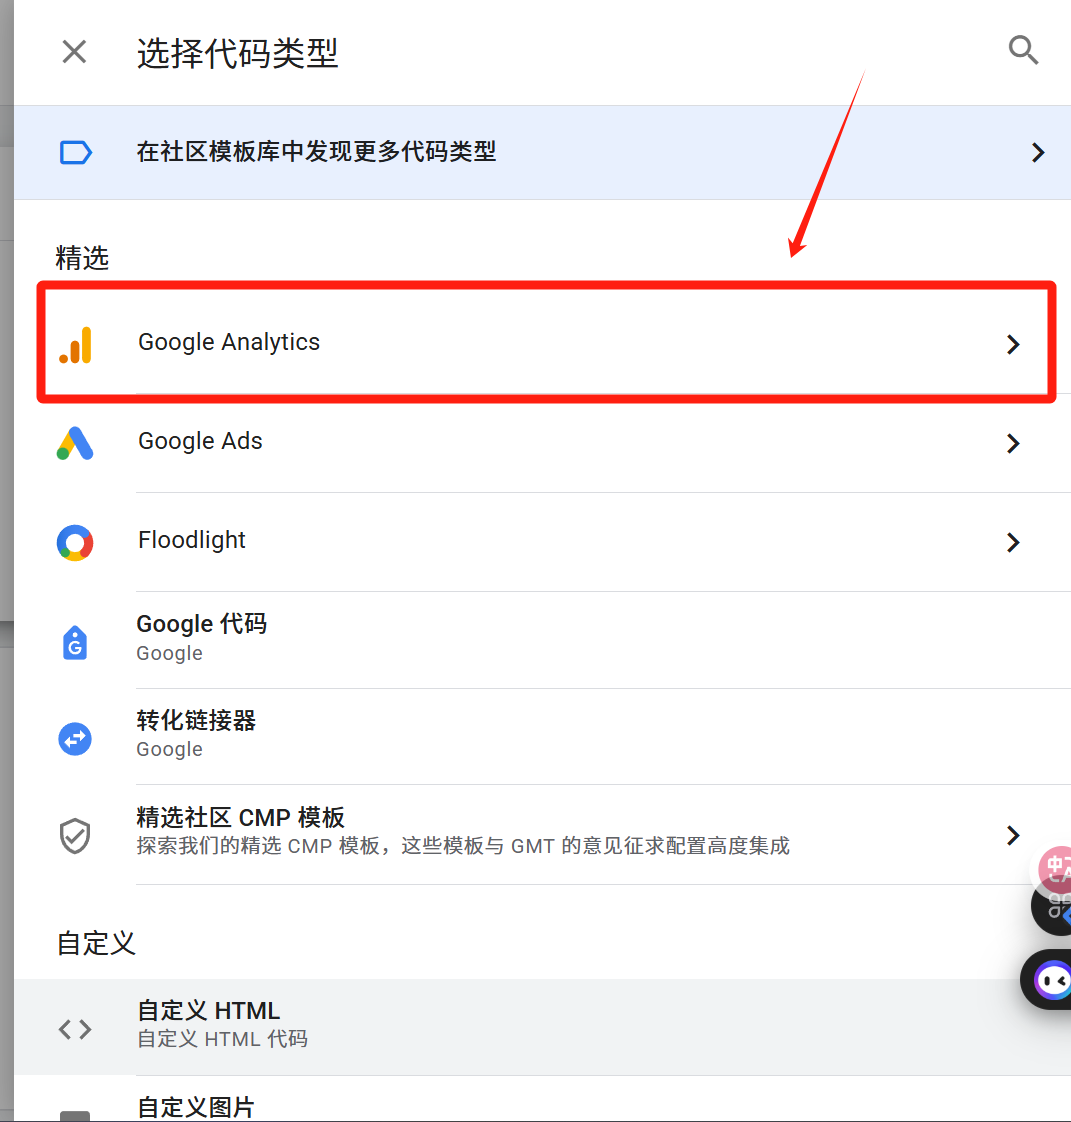 选择代码类型
在社区模板库中发现更多代码类型
精选
Google Analytics
Google Ads
Floodlight
Google 代码
Google
转化链接器
Google
精选社区 CMP 模板
探索我们的精选 CMP 模板，这些模板与 GMT 的意见征求配置高度集成
自定义
自定义 HTML
自定义 HTML 代码
自定义图片